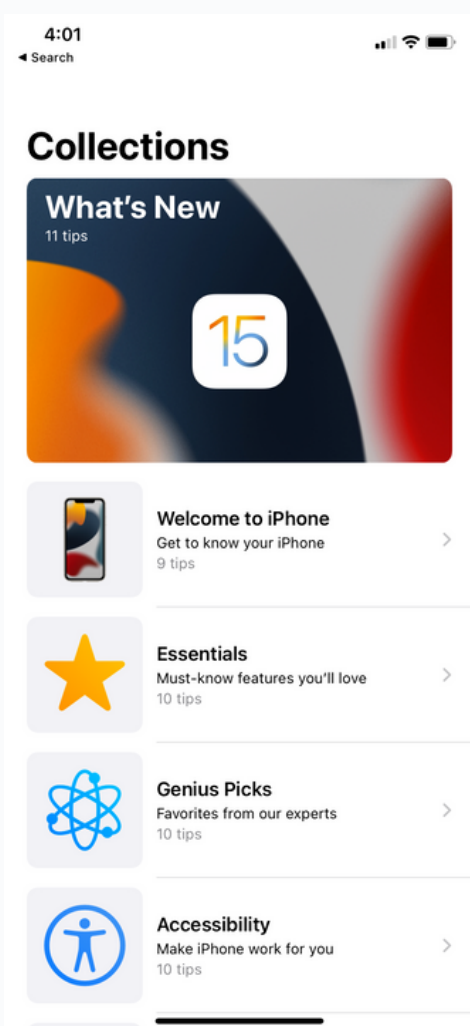 4:01
◀ Search
Collections
What's New
11 tips
15
Welcome to iPhone
Get to know your iPhone
9 tips
Essentials
Must-know features you'll love
10 tips
Genius Picks
Favorites from our experts
10 tips
Accessibility
Make iPhone work for you
10 tips